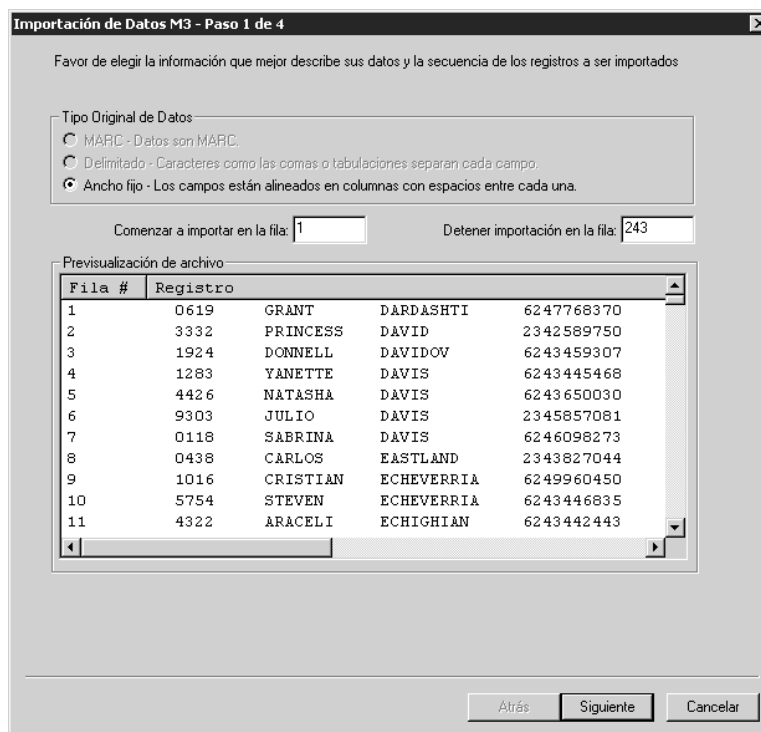 Importación de Datos M3 - Paso 1 de 4
Favor de elegir la información que mejor describe sus datos y la secuencia de los registros a ser importados
Tipo Original de Datos
MARC - Datos son MARC.
Delimitado - Caracteres como las comas o tabulaciones separan cada campo.
Ancho fijo - Los campos están alineados en columnas con espacios entre cada una.
Comenzar a importar en la fila: 1 Detener importación en la fila: 243
Previsualización de archivo
Fila # Registro
1 0619 GRANT DARDASHTI 6247768370
2 3332 PRINCESS DAVID 2342589750
3 1924 DONNELL DAVIDOV 6243459307
4 1283 YANETTE DAVIS 6243445468
5 4426 NATASHA DAVIS 6243650030
6 9303 JULIO DAVIS 2345857081
7 0118 SABRINA DAVIS 6246098273
8 0438 CARLOS EASTLAND 2343827044
9 1016 CRISTIAN ECHEVERRIA 6249960450
10 5754 STEVEN ECHEVERRIA 6243446835
11 4322 ARACELI ECHIGHIAN 6243442443
Atrás Siguiente Cancelar